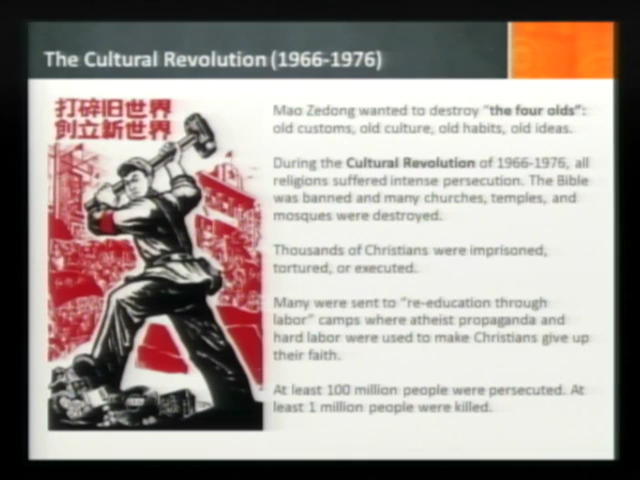 The Cultural Revolution (1966-1976)
打碎旧世界
創立新世界
Mao Zedong wanted to destroy "the four olds":
old customs, old culture, old habits, old ideas.
During the Cultural Revolution of 1966-1976, all
religions suffered intense persecution. The Bible
was banned and many churches, temples, and
mosques were destroyed.
Thousands of Christians were imprisoned,
tortured, or executed.
Many were sent to "re-education through
labor" camps where atheist propaganda and
hard labor were used to make Christians give up
their faith.
At least 100 million people were persecuted. At
least 1 million people were killed.